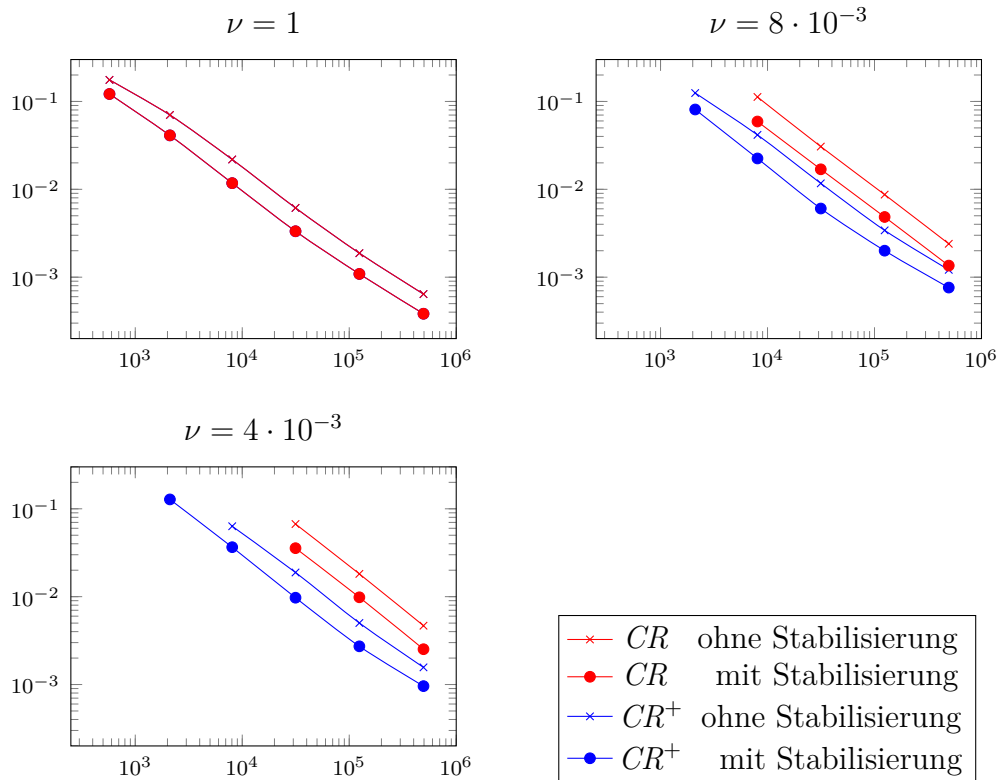 ν = 1
10⁻¹
10⁻²
10⁻³
10³ 10⁴ 10⁵ 10⁶
ν = 8 · 10⁻³
10⁻¹
10⁻²
10⁻³
10³ 10⁴ 10⁵ 10⁶
ν = 4 · 10⁻³
10⁻¹
10⁻²
10⁻³
10³ 10⁴ 10⁵ 10⁶
CR ohne Stabilisierung
CR mit Stabilisierung
CR⁺ ohne Stabilisierung
CR⁺ mit Stabilisierung